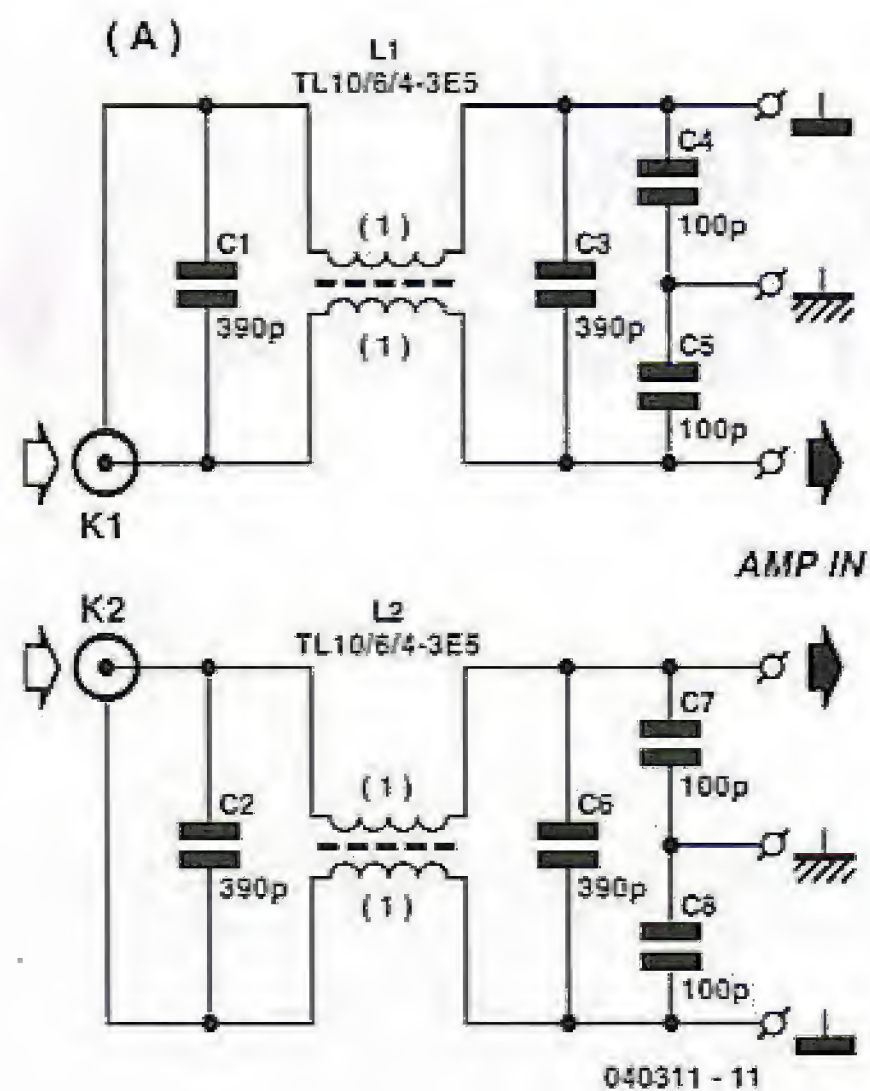 (A)
L1
TL10/6/4-3E5
C4
(1)
100p
C1
C3
390p
(1)
390p
C5
100p
K1
AMP IN
K2
L2
TL10/6/4-3E5
C7
(1)
100p
C2
C6
390p
(1)
390p
C8
100p
040311 - 11